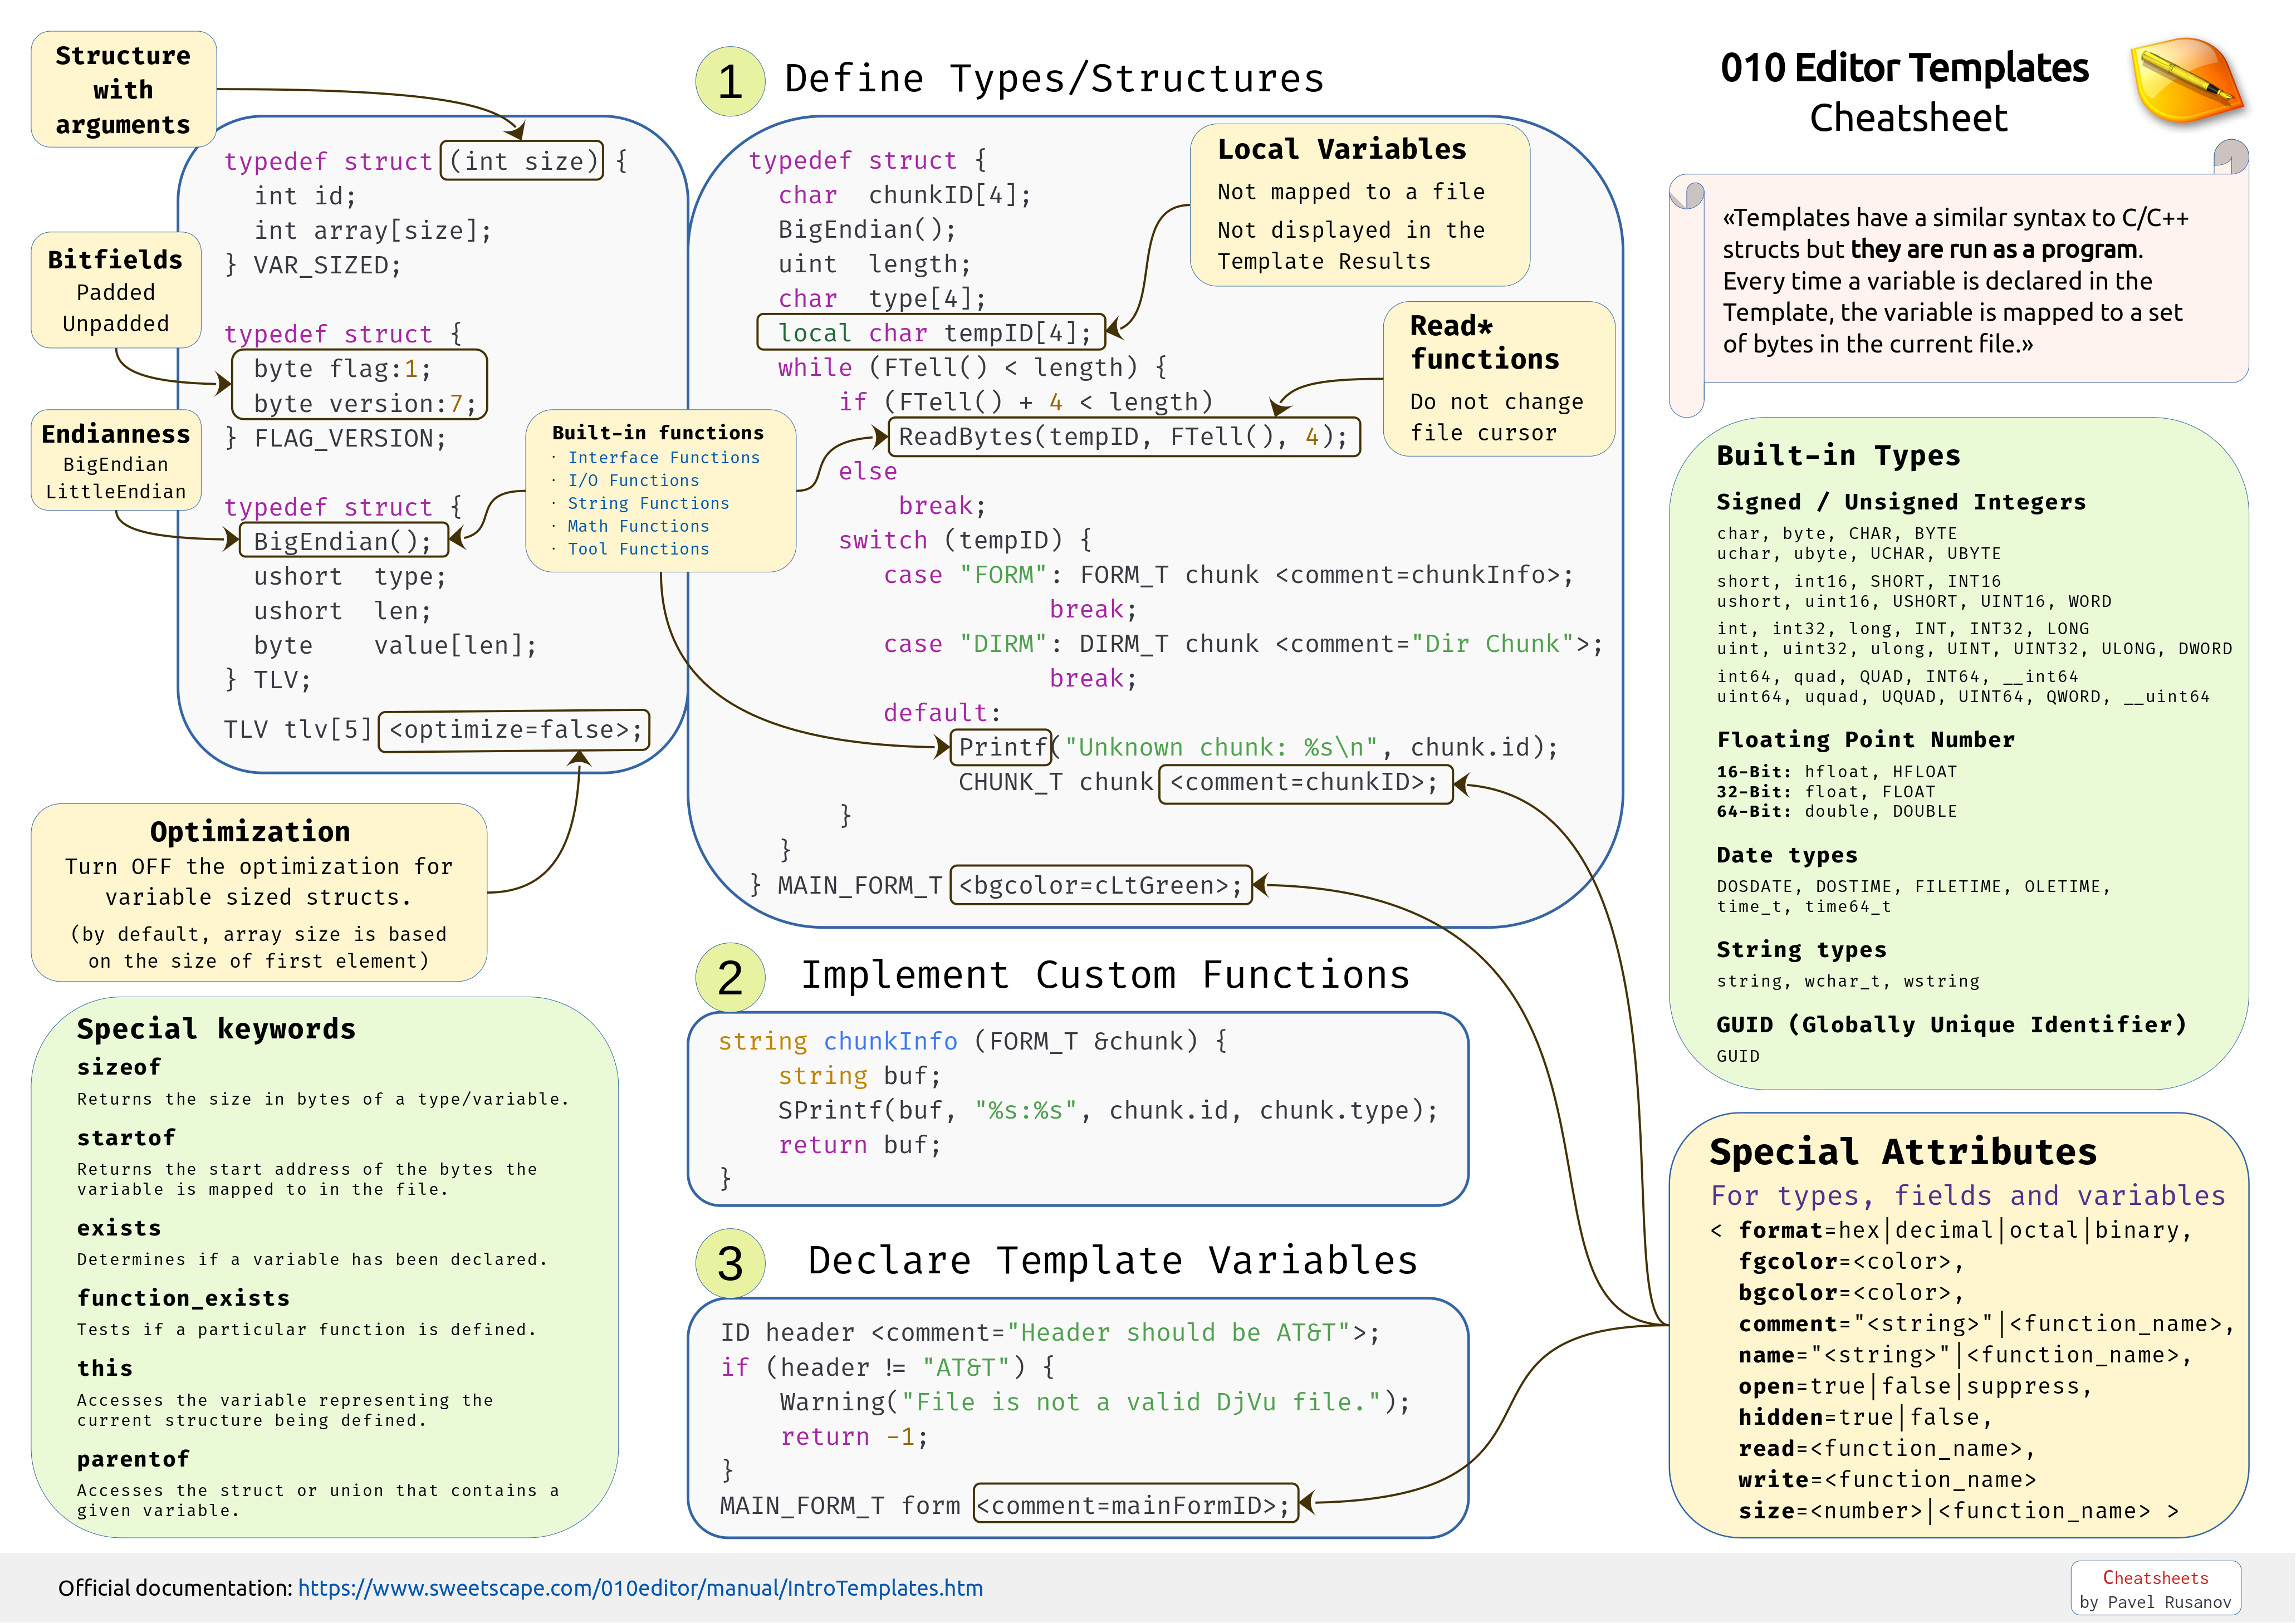 Structure
with
arguments
typedef struct (int size) {
int id;
int array[size];
} VAR_SIZED;
Bitfields
Padded
Unpadded
typedef struct {
byte flag:1;
byte version:7;
} FLAG_VERSION;
Endianness
BigEndian
LittleEndian
typedef struct {
BigEndian();
ushort type;
ushort len;
byte value[len];
} TLV;
TLV tlv[5] <optimize=false>;
Optimization
Turn OFF the optimization for
variable sized structs.
(by default, array size is based
on the size of first element)
Special keywords
sizeof
Returns the size in bytes of a type/variable.
startof
Returns the start address of the bytes the
variable is mapped to in the file.
exists
Determines if a variable has been declared.
function_exists
Tests if a particular function is defined.
this
Accesses the variable representing the
current structure being defined.
parentof
Accesses the struct or union that contains a
given variable.
Built-in functions
· Interface Functions
· I/O Functions
· String Functions
· Math Functions
· Tool Functions
1 Define Types/Structures
typedef struct {
char chunkID[4];
BigEndian();
uint length;
char type[4];
local char tempID[4];
while (FTell() < length) {
if (FTell() + 4 < length)
ReadBytes(tempID, FTell(), 4);
else
break;
switch (tempID) {
case "FORM": FORM_T chunk <comment=chunkInfo>;
break;
case "DIRM": DIRM_T chunk <comment="Dir Chunk">;
break;
default:
Printf("Unknown chunk: %s\n", chunk.id);
CHUNK_T chunk <comment=chunkID>;
}
}
} MAIN_FORM_T <bgcolor=cLtGreen>;
Local Variables
Not mapped to a file
Not displayed in the
Template Results
Read*
functions
Do not change
file cursor
2 Implement Custom Functions
string chunkInfo (FORM_T &chunk) {
string buf;
SPrintf(buf, "%s:%s", chunk.id, chunk.type);
return buf;
}
3 Declare Template Variables
ID header <comment="Header should be AT&T">;
if (header != "AT&T") {
Warning("File is not a valid DjVu file.");
return -1;
}
MAIN_FORM_T form <comment=mainFormID>;
010 Editor Templates
Cheatsheet
«Templates have a similar syntax to C/C++
structs but they are run as a program.
Every time a variable is declared in the
Template, the variable is mapped to a set
of bytes in the current file.»
Built-in Types
Signed / Unsigned Integers
char, byte, CHAR, BYTE
uchar, ubyte, UCHAR, UBYTE
short, int16, SHORT, INT16
ushort, uint16, USHORT, UINT16, WORD
int, int32, long, INT, INT32, LONG
uint, uint32, ulong, UINT, UINT32, ULONG, DWORD
int64, quad, QUAD, INT64, __int64
uint64, uquad, UQUAD, UINT64, QWORD, __uint64
Floating Point Number
16-Bit: hfloat, HFLOAT
32-Bit: float, FLOAT
64-Bit: double, DOUBLE
Date types
DOSDATE, DOSTIME, FILETIME, OLETIME,
time_t, time64_t
String types
string, wchar_t, wstring
GUID (Globally Unique Identifier)
GUID
Special Attributes
For types, fields and variables
< format=hex|decimal|octal|binary,
fgcolor=<color>,
bgcolor=<color>,
comment="<string>"|<function_name>,
name="<string>"|<function_name>,
open=true|false|suppress,
hidden=true|false,
read=<function_name>,
write=<function_name>
size=<number>|<function_name> >
Official documentation: https://www.sweetscape.com/010editor/manual/IntroTemplates.htm
Cheatsheets
by Pavel Rusanov